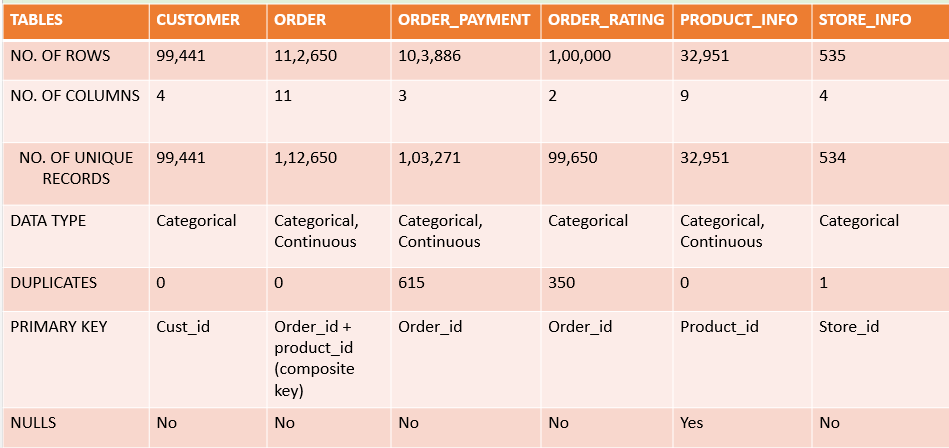 TABLES CUSTOMER ORDER ORDER_PAYMENT ORDER_RATING PRODUCT_INFO STORE_INFO
NO. OF ROWS 99,441 11,2,650 10,3,886 1,00,000 32,951 535
NO. OF COLUMNS 4 11 3 2 9 4
NO. OF UNIQUE 99,441 1,12,650 1,03,271 99,650 32,951 534
RECORDS
DATA TYPE Categorical Categorical, Categorical, Categorical Categorical, Categorical
Continuous Continuous Continuous
DUPLICATES 0 0 615 350 0 1
PRIMARY KEY Cust_id Order_id + Order_id Order_id Product_id Store_id
product_id
(composite
key)
NULLS No No No No Yes No